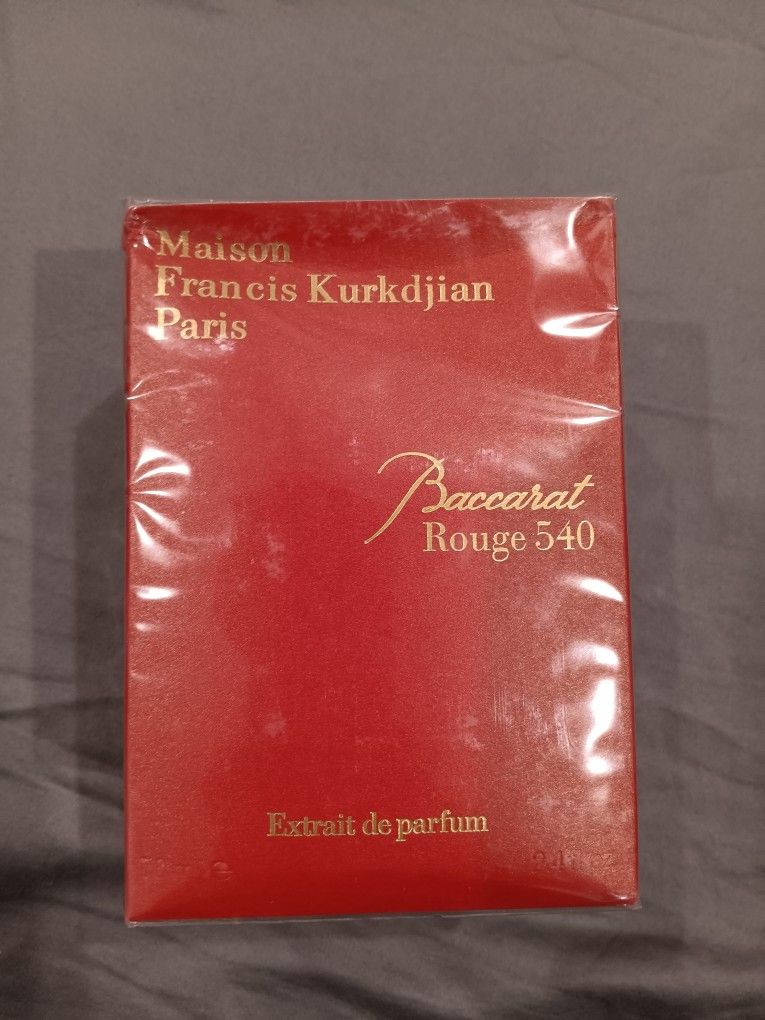 Maison
Francis Kurkdjian
Paris
Baccarat
Rouge 540
Extrait de parfum